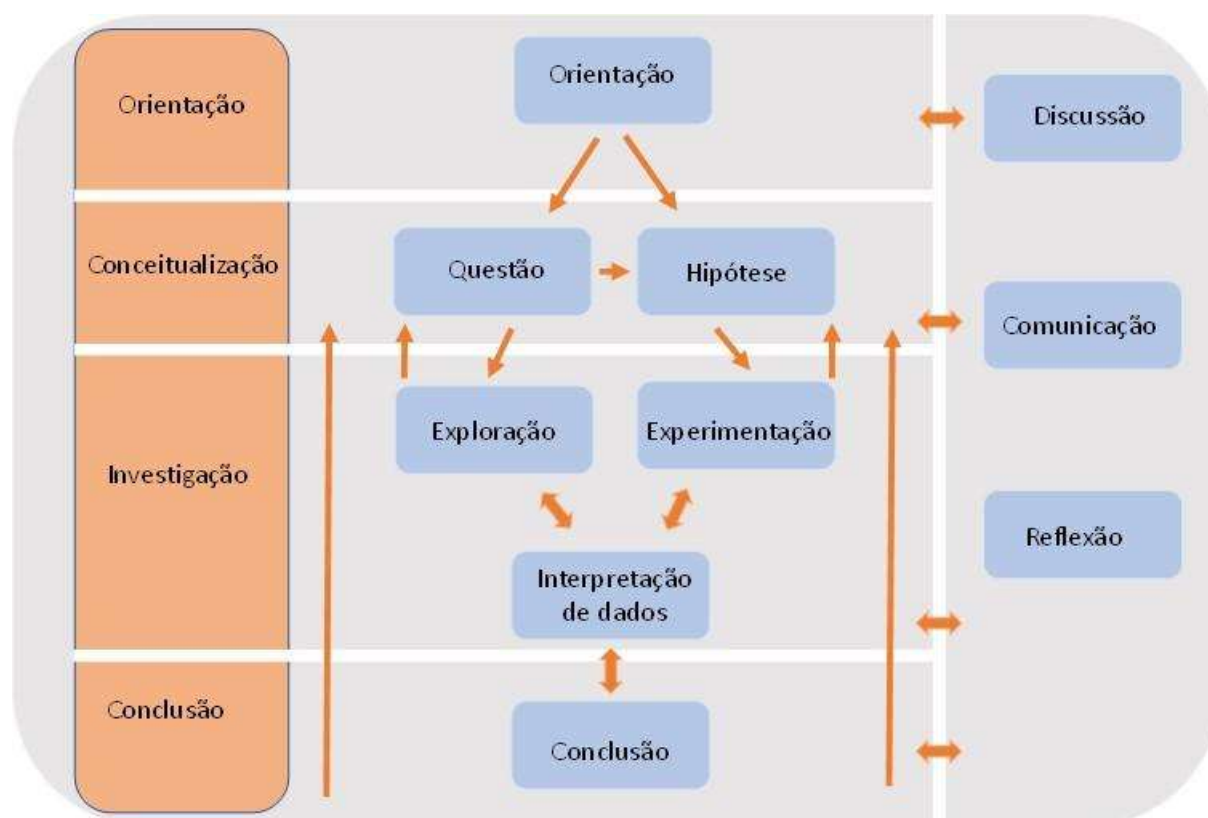 Orientação
Orientação
Discussão
Conceitualização
Questão
Hipótese
Comunicação
Investigação
Exploração
Experimentação
Reflexão
Interpretação
de dados
Conclusão
Conclusão